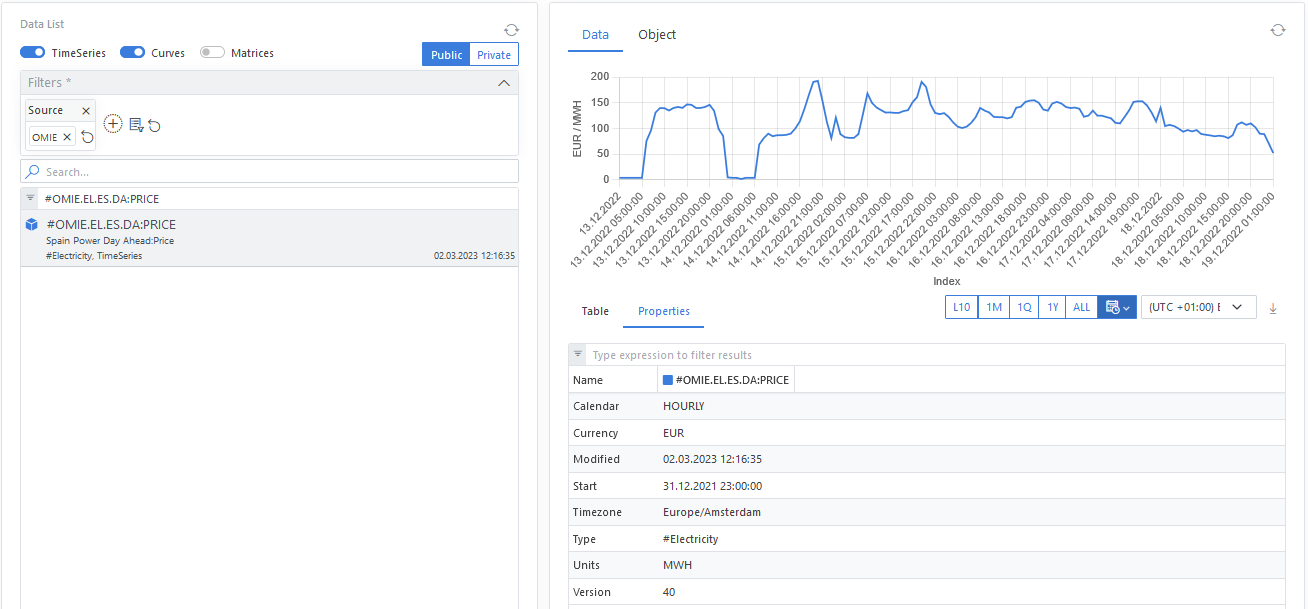 Data List
TimeSeries Curves Matrices
Public Private
Filters *
Source
OMIE
Search...
#OMIE.EL.ES.DA:PRICE
#OMIE.EL.ES.DA:PRICE
Spain Power Day Ahead:Price
#Electricity, TimeSeries 02.03.2023 12:16:35
Data Object
EUR / MWH
200
150
100
50
0
13.12.2022
13.12.2022 05:00:00
13.12.2022 10:00:00
13.12.2022 15:00:00
13.12.2022 20:00:00
14.12.2022 01:00:00
14.12.2022 06:00:00
14.12.2022 11:00:00
14.12.2022 16:00:00
14.12.2022 21:00:00
15.12.2022 02:00:00
15.12.2022 07:00:00
15.12.2022 12:00:00
15.12.2022 17:00:00
15.12.2022 22:00:00
16.12.2022 03:00:00
16.12.2022 08:00:00
16.12.2022 13:00:00
16.12.2022 18:00:00
16.12.2022 23:00:00
17.12.2022 04:00:00
17.12.2022 09:00:00
17.12.2022 14:00:00
17.12.2022 19:00:00
18.12.2022
18.12.2022 05:00:00
18.12.2022 10:00:00
18.12.2022 15:00:00
18.12.2022 20:00:00
19.12.2022 01:00:00
Index
Table Properties
L10 1M 1Q 1Y ALL (UTC +01:00) E
Type expression to filter results
Name #OMIE.EL.ES.DA:PRICE
Calendar HOURLY
Currency EUR
Modified 02.03.2023 12:16:35
Start 31.12.2021 23:00:00
Timezone Europe/Amsterdam
Type #Electricity
Units MWH
Version 40